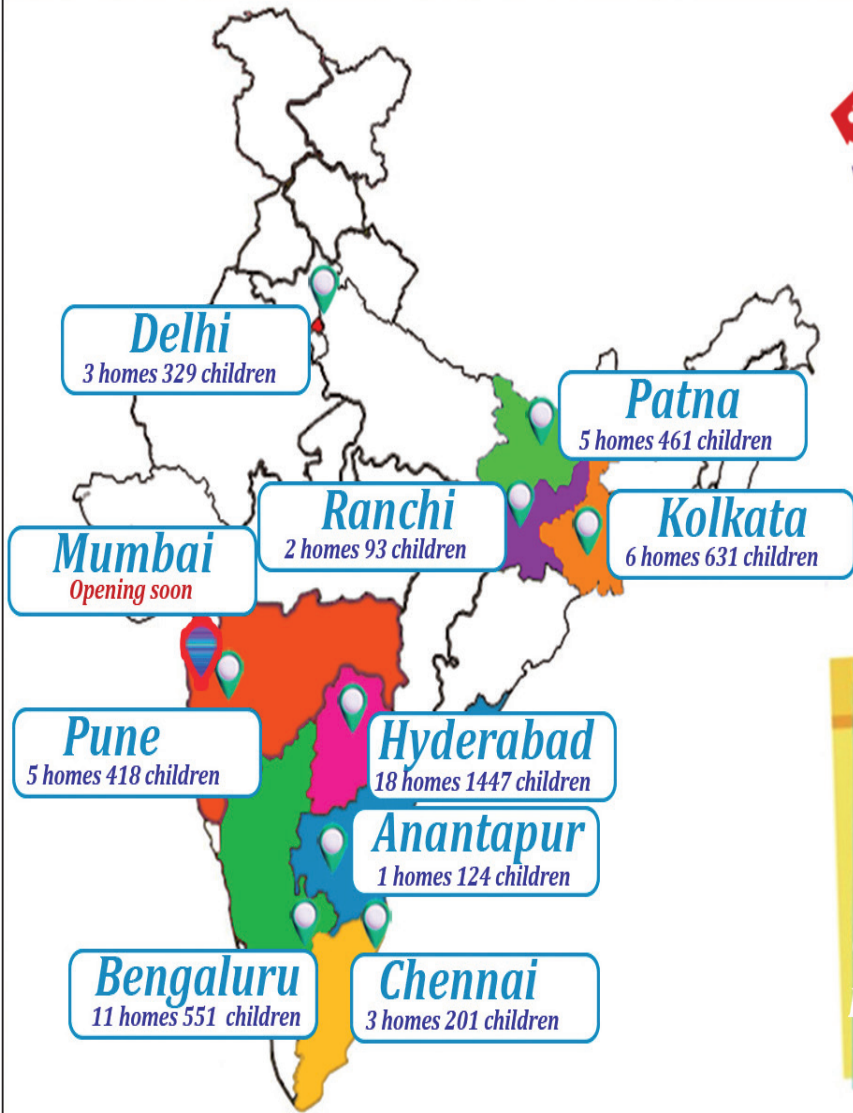 Delhi
3 homes 329 children
Patna
5 homes 461 children
Ranchi
2 homes 93 children
Kolkata
6 homes 631 children
Mumbai
Opening soon
Pune
5 homes 418 children
Hyderabad
18 homes 1447 children
Anantapur
1 homes 124 children
Bengaluru
11 homes 551 children
Chennai
3 homes 201 children